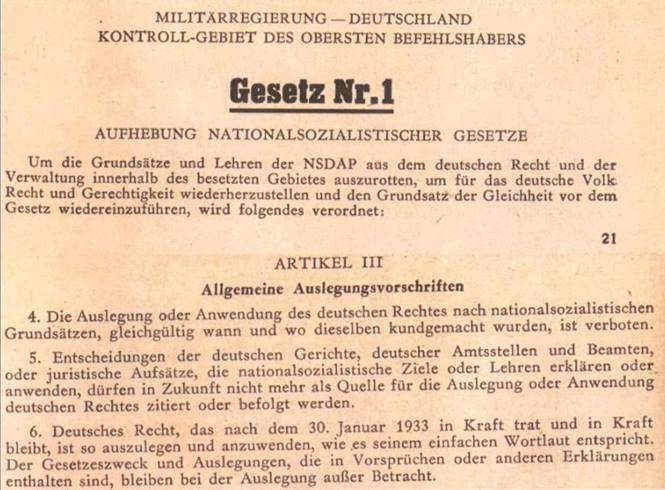 MILITÄRREGIERUNG — DEUTSCHLAND
KONTROLL-GEBIET DES OBERSTEN BEFEHLSHABERS
Gesetz Nr. 1
AUFHEBUNG NATIONALSOZIALISTISCHER GESETZE
Um die Grundsätze und Lehren der NSDAP aus dem deutschen Recht und der
Verwaltung innerhalb des besetzten Gebietes auszurotten, um für das deutsche Volk
Recht und Gerechtigkeit wiederherzustellen und den Grundsatz der Gleichheit vor dem
Gesetz wiedereinzuführen, wird folgendes verordnet:
21
ARTIKEL III
Allgemeine Auslegungsvorschriften
4. Die Auslegung oder Anwendung des deutschen Rechtes nach nationalsozialistischen
Grundsätzen, gleichgültig wann und wo dieselben kundgemacht wurden, ist verboten.
5. Entscheidungen der deutschen Gerichte, deutscher Amtsstellen und Beamten,
oder juristische Aufsätze, die nationalsozialistische Ziele oder Lehren erklären oder
anwenden, dürfen in Zukunft nicht mehr als Quelle für die Auslegung oder Anwendung
deutschen Rechtes zitiert oder befolgt werden.
6. Deutsches Recht, das nach dem 30. Januar 1933 in Kraft trat und in Kraft
bleibt, ist so auszulegen und anzuwenden, wie es seinem einfachen Wortlaut entspricht.
Der Gesetzeszweck und Auslegungen, die in Vorsprüchen oder anderen Erklärungen
enthalten sind, bleiben bei der Auslegung außer Betracht.